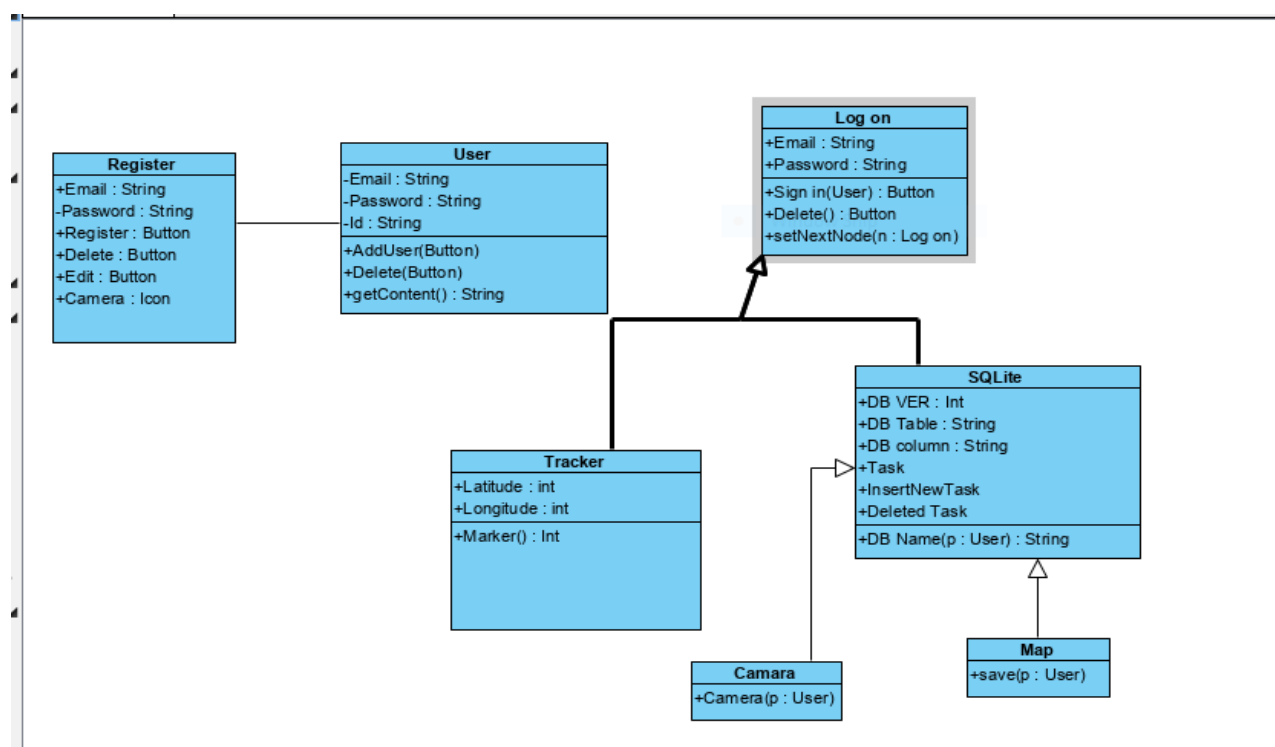 Register
+Email : String
-Password : String
+Register : Button
+Delete : Button
+Edit : Button
+Camera : Icon
User
-Email : String
-Password : String
-Id : String
+AddUser(Button)
+Delete(Button)
+getContent() : String
Log on
+Email : String
+Password : String
+Sign in(User) : Button
+Delete() : Button
+setNextNode(n : Log on)
Tracker
+Latitude : int
+Longitude : int
+Marker() : Int
SQLite
+DB VER : Int
+DB Table : String
+DB column : String
+Task
+InsertNewTask
+Deleted Task
+DB Name(p : User) : String
Camara
+Camera(p : User)
Map
+save(p : User)